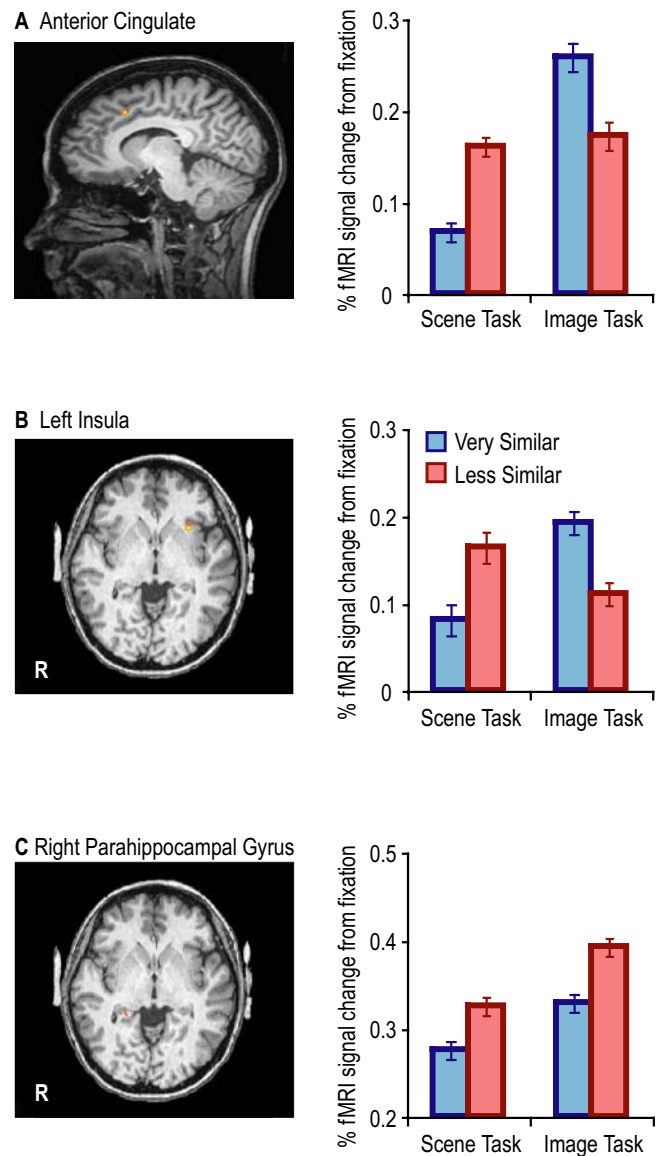 A Anterior Cingulate
% fMRI signal change from fixation
0.3
0.2
0.1
0
Scene Task
Image Task
B Left Insula
R
% fMRI signal change from fixation
0.3
0.2
0.1
0
Very Similar
Less Similar
Scene Task
Image Task
C Right Parahippocampal Gyrus
R
% fMRI signal change from fixation
0.5
0.4
0.3
0.2
Scene Task
Image Task